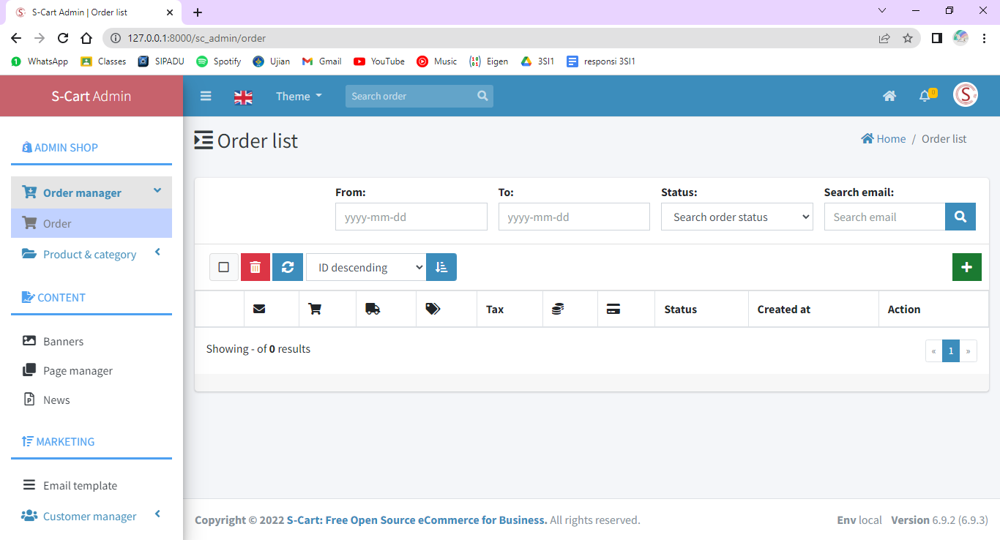 S-Cart Admin | Order list
127.0.0.1:8000/sc_admin/order
WhatsApp Classes SIPADU Spotify Ujian Gmail YouTube Music Eigen 3SI1 responsi 3SI1
S-Cart Admin
Theme
Search order
0
S
Order list
Home / Order list
ADMIN SHOP
Order manager
Order
Product & category
CONTENT
Banners
Page manager
News
MARKETING
Email template
Customer manager
From: To: Status: Search email:
yyyy-mm-dd yyyy-mm-dd Search order status Search email
ID descending
Tax Status Created at Action
Showing - of 0 results
« 1 »
Copyright © 2022 S-Cart: Free Open Source eCommerce for Business. All rights reserved.
Env local Version 6.9.2 (6.9.3)